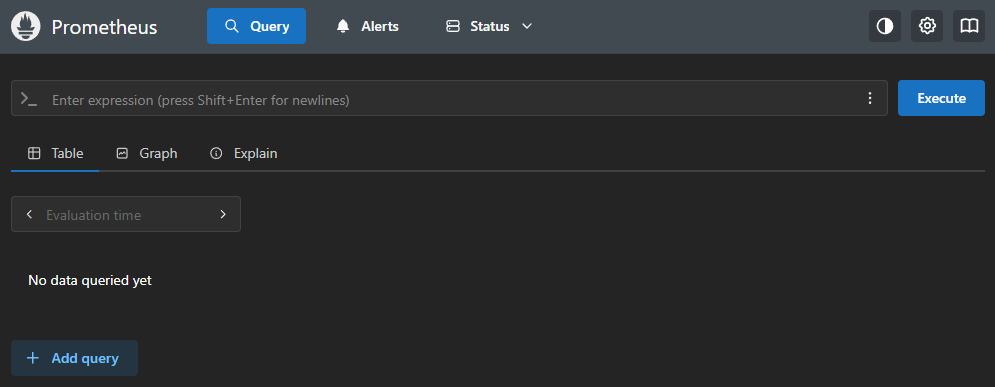 Prometheus Query Alerts Status
Enter expression (press Shift+Enter for newlines) Execute
Table Graph Explain
Evaluation time
No data queried yet
Add query